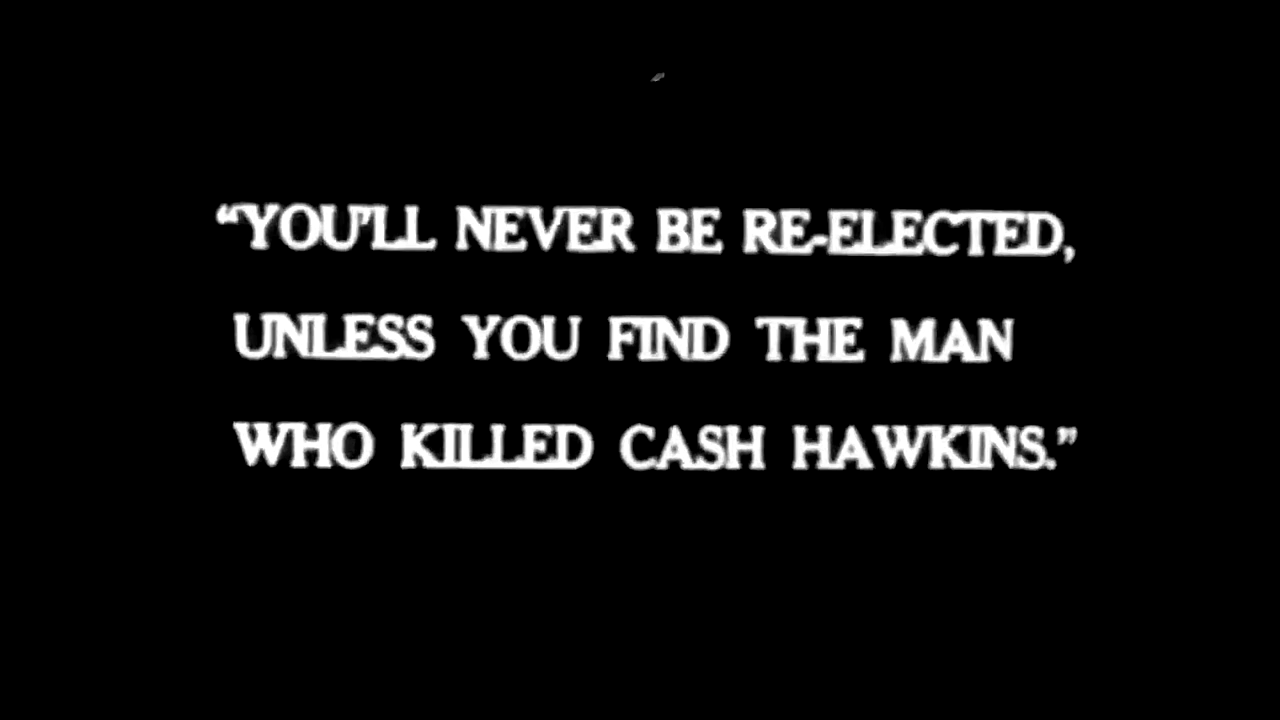 “YOU'LL NEVER BE RE-ELECTED,
UNLESS YOU FIND THE MAN
WHO KILLED CASH HAWKINS.”